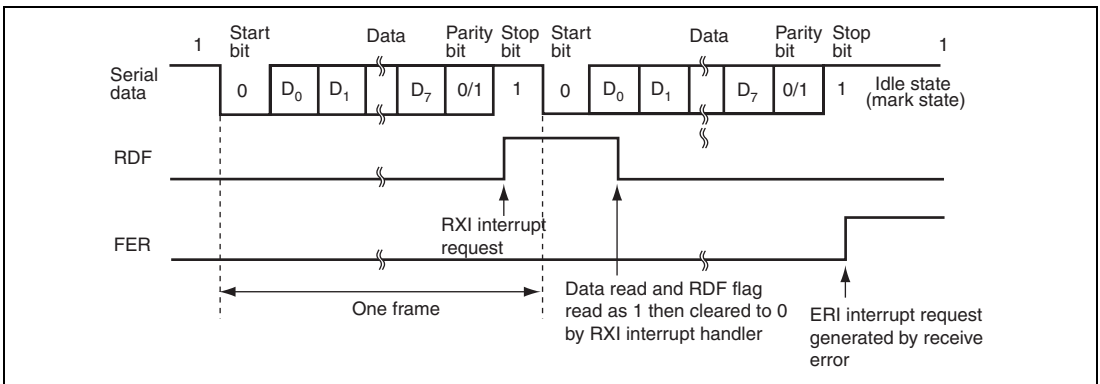 1 Start bit Data Parity bit Stop bit Start bit Data Parity bit Stop bit 1
Serial data 0 D0 D1 D7 0/1 1 0 D0 D1 D7 0/1 1 Idle state (mark state)
RDF
RXI interrupt request
FER
One frame
Data read and RDF flag
read as 1 then cleared to 0
by RXI interrupt handler
ERI interrupt request
generated by receive
error